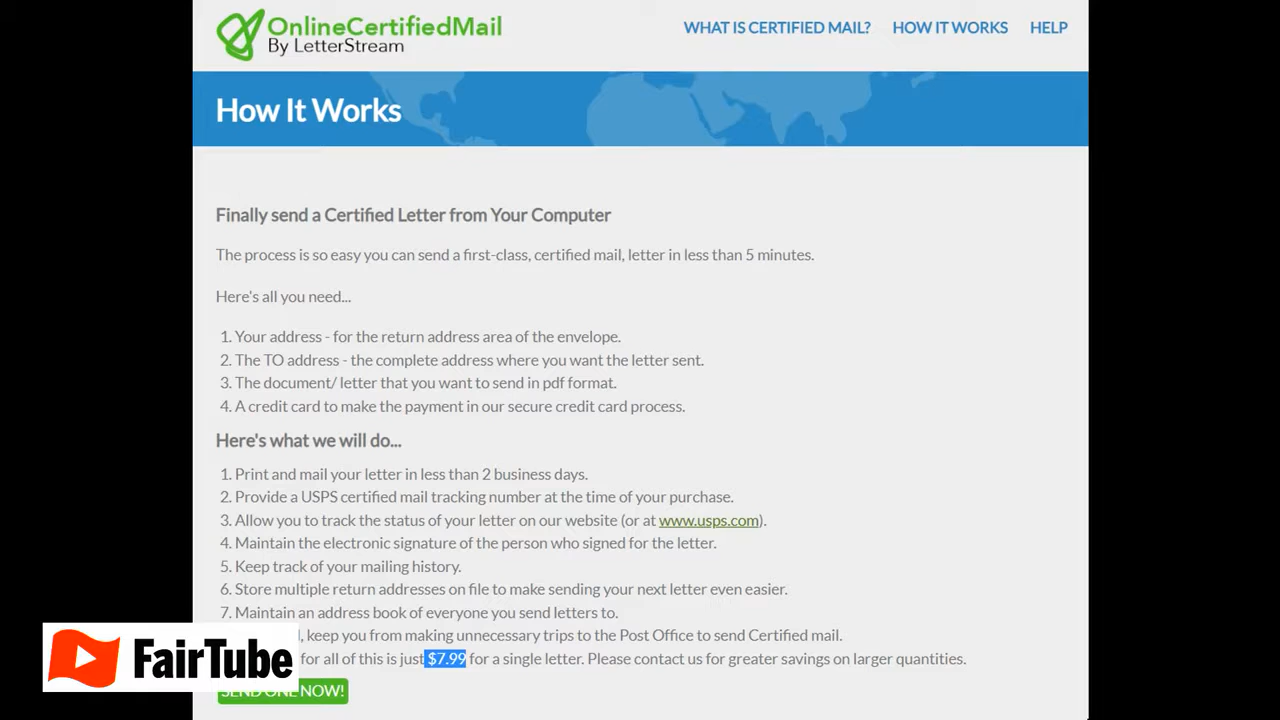 OnlineCertifiedMail
By LetterStream
WHAT IS CERTIFIED MAIL? HOW IT WORKS HELP
How It Works
Finally send a Certified Letter from Your Computer
The process is so easy you can send a first-class, certified mail, letter in less than 5 minutes.
Here's all you need...
1. Your address - for the return address area of the envelope.
2. The TO address - the complete address where you want the letter sent.
3. The document/ letter that you want to send in pdf format.
4. A credit card to make the payment in our secure credit card process.
Here's what we will do...
1. Print and mail your letter in less than 2 business days.
2. Provide a USPS certified mail tracking number at the time of your purchase.
3. Allow you to track the status of your letter on our website (or at www.usps.com).
4. Maintain the electronic signature of the person who signed for the letter.
5. Keep track of your mailing history.
6. Store multiple return addresses on file to make sending your next letter even easier.
7. Maintain an address book of everyone you send letters to.
keep you from making unnecessary trips to the Post Office to send Certified mail.
for all of this is just $7.99 for a single letter. Please contact us for greater savings on larger quantities.
FairTube
SEND ONE NOW!